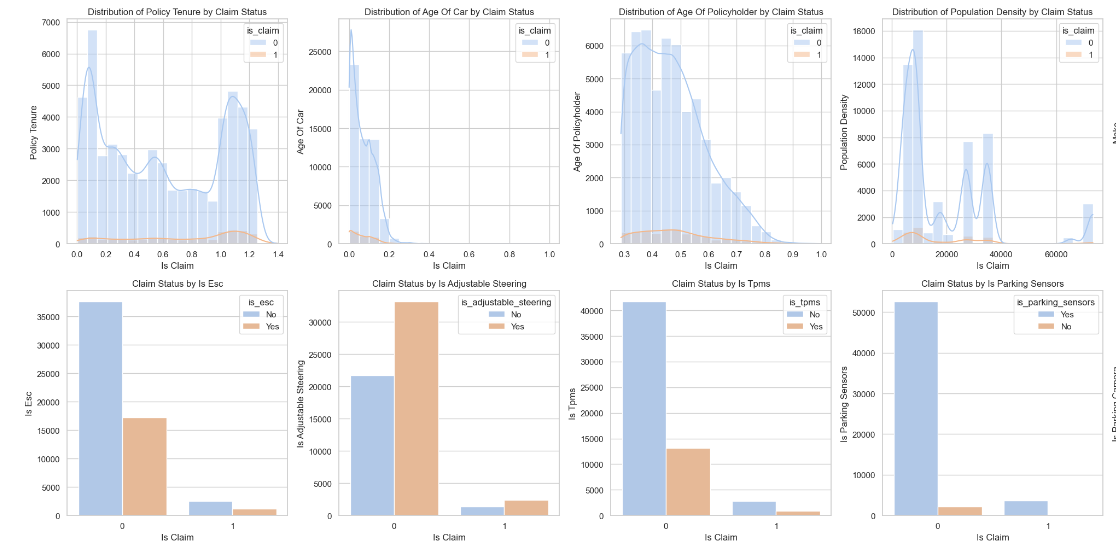 Distribution of Policy Tenure by Claim Status
is_claim
0
1
Policy Tenure
7000
6000
5000
4000
3000
2000
1000
0
0.0 0.2 0.4 0.6 0.8 1.0 1.2 1.4
Is Claim
Distribution of Age Of Car by Claim Status
is_claim
0
1
Age Of Car
25000
20000
15000
10000
5000
0
0.0 0.2 0.4 0.6 0.8 1.0
Is Claim
Distribution of Age Of Policyholder by Claim Status
is_claim
0
1
Age Of Policyholder
6000
5000
4000
3000
2000
1000
0
0.3 0.4 0.5 0.6 0.7 0.8 0.9 1.0
Is Claim
Distribution of Population Density by Claim Status
is_claim
0
1
Population Density
16000
14000
12000
10000
8000
6000
4000
2000
0
0 20000 40000 60000
Is Claim
Claim Status by Is Esc
is_esc
No
Yes
Is Esc
35000
30000
25000
20000
15000
10000
5000
0
0 1
Is Claim
Claim Status by Is Adjustable Steering
is_adjustable_steering
No
Yes
Is Adjustable Steering
30000
25000
20000
15000
10000
5000
0
0 1
Is Claim
Claim Status by Is Tpms
is_tpms
No
Yes
Is Tpms
40000
35000
30000
25000
20000
15000
10000
5000
0
0 1
Is Claim
Claim Status by Is Parking Sensors
is_parking_sensors
Yes
No
Is Parking Sensors
50000
40000
30000
20000
10000
0
0 1
Is Claim